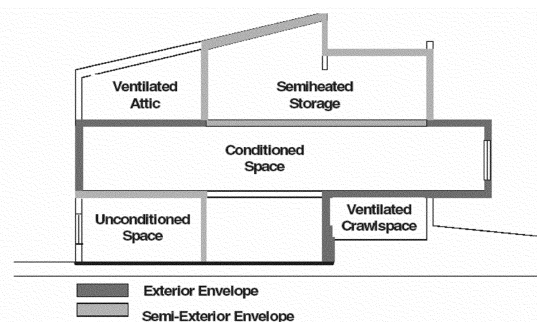 Ventilated
Attic
Semiheated
Storage
Conditioned
Space
Unconditioned
Space
Ventilated
Crawlspace
Exterior Envelope
Semi-Exterior Envelope